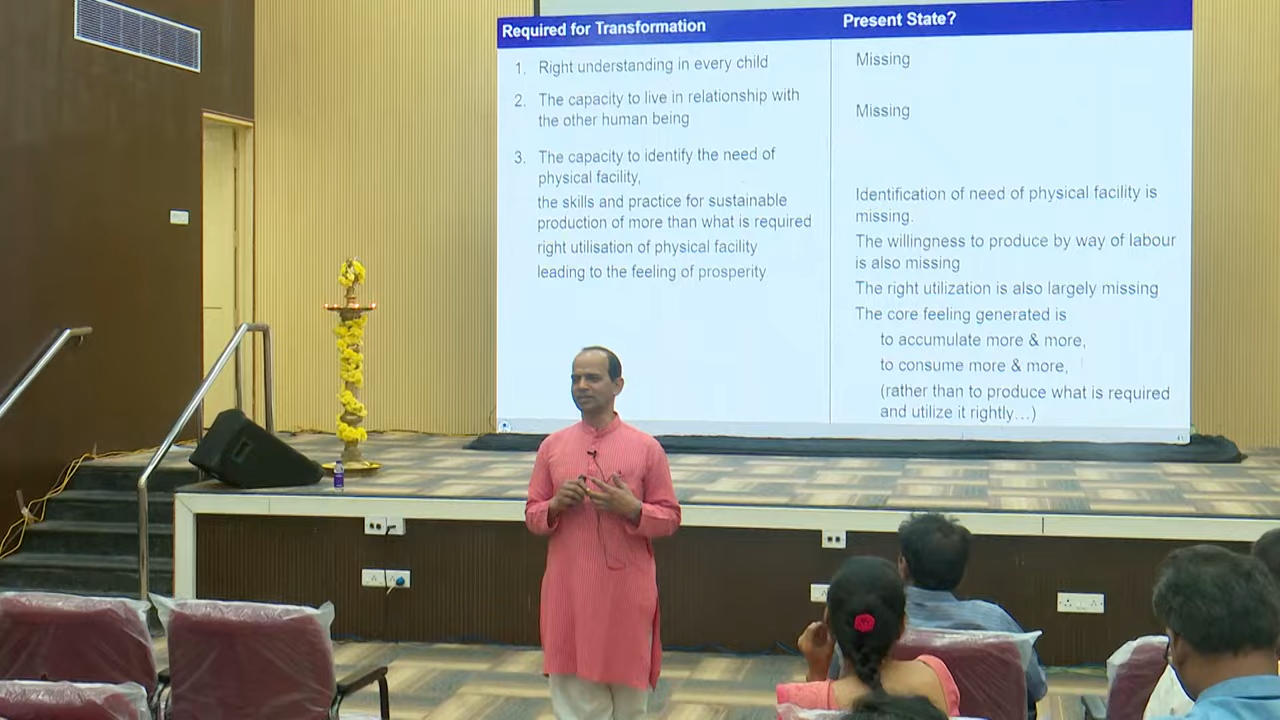 Required for Transformation
Present State?
1. Right understanding in every child
Missing
2. The capacity to live in relationship with
the other human being
Missing
3. The capacity to identify the need of
physical facility,
the skills and practice for sustainable
production of more than what is required
right utilisation of physical facility
leading to the feeling of prosperity
Identification of need of physical facility is
missing.
The willingness to produce by way of labour
is also missing
The right utilization is also largely missing
The core feeling generated is
to accumulate more & more,
to consume more & more,
(rather than to produce what is required
and utilize it rightly…)